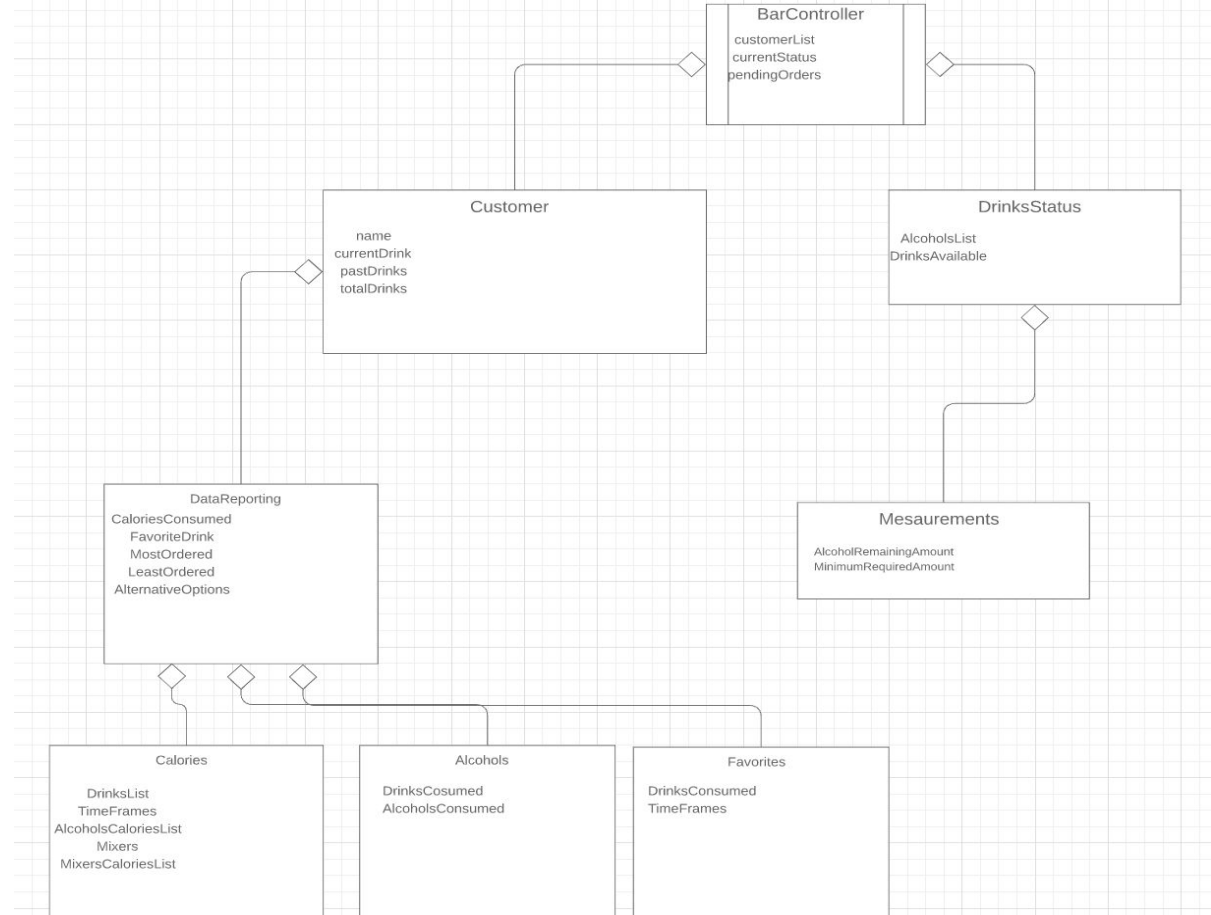 BarController
customerList
currentStatus
pendingOrders
Customer
name
currentDrink
pastDrinks
totalDrinks
DrinksStatus
AlcoholsList
DrinksAvailable
DataReporting
CaloriesConsumed
FavoriteDrink
MostOrdered
LeastOrdered
AlternativeOptions
Mesaurements
AlcoholRemainingAmount
MinimumRequiredAmount
Calories
DrinksList
TimeFrames
AlcoholsCaloriesList
Mixers
MixersCaloriesList
Alcohols
DrinksCosumed
AlcoholsConsumed
Favorites
DrinksConsumed
TimeFrames